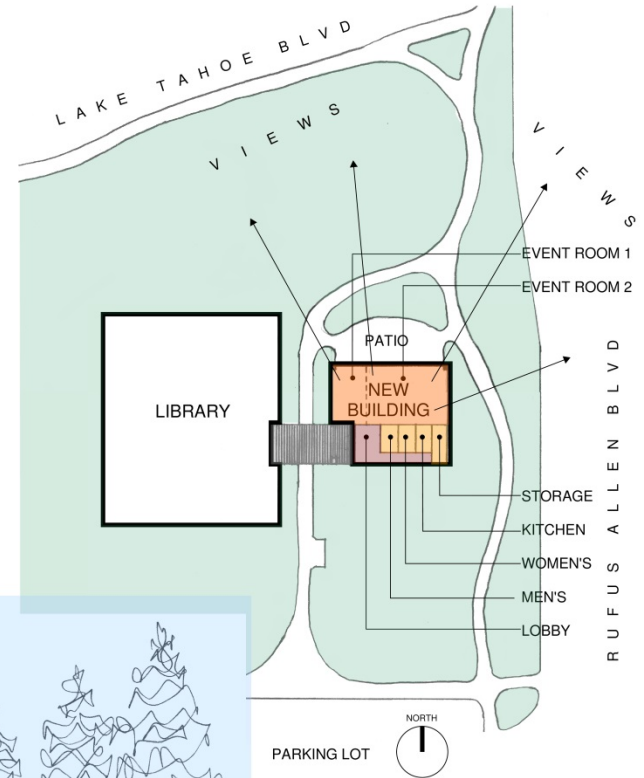 LAKE TAHOE BLVD
VIEWS
VIEWS
EVENT ROOM 1
EVENT ROOM 2
PATIO
NEW
BUILDING
LIBRARY
RUFUS ALLEN BLVD
STORAGE
KITCHEN
WOMEN'S
MEN'S
LOBBY
NORTH
PARKING LOT